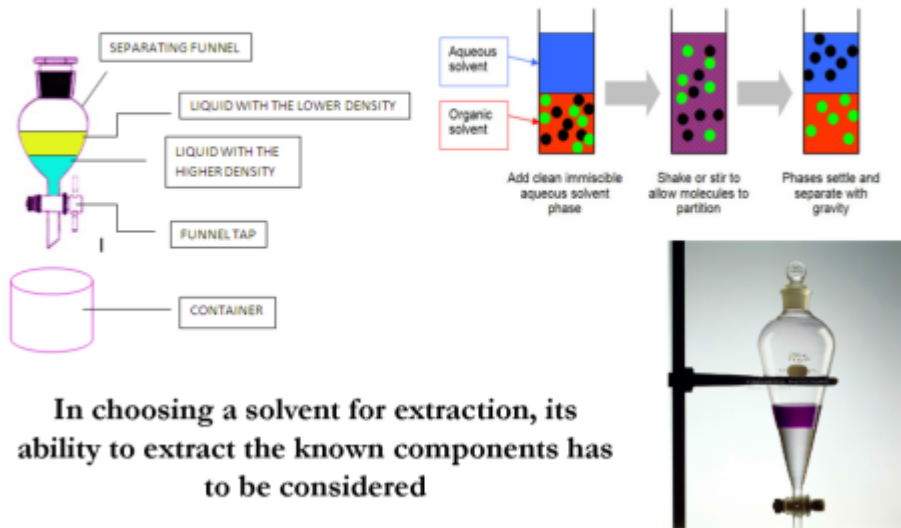 SEPARATING FUNNEL
LIQUID WITH THE LOWER DENSITY
LIQUID WITH THE
HIGHER DENSITY
FUNNEL TAP
CONTAINER
Aqueous
solvent
Organic
solvent
Add clean immiscible
aqueous solvent
phase
Shake or stir to
allow molecules to
partition
Phases settle and
separate with
gravity
In choosing a solvent for extraction, its
ability to extract the known components has
to be considered